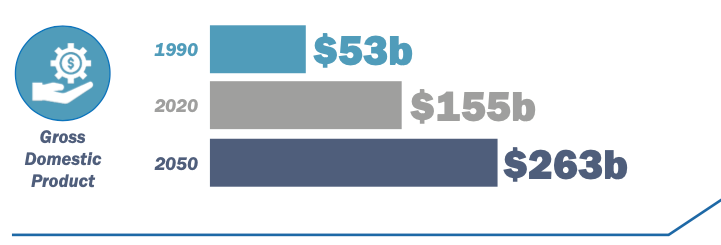 $
Gross
Domestic
Product
1990 $53b
2020 $155b
2050 $263b